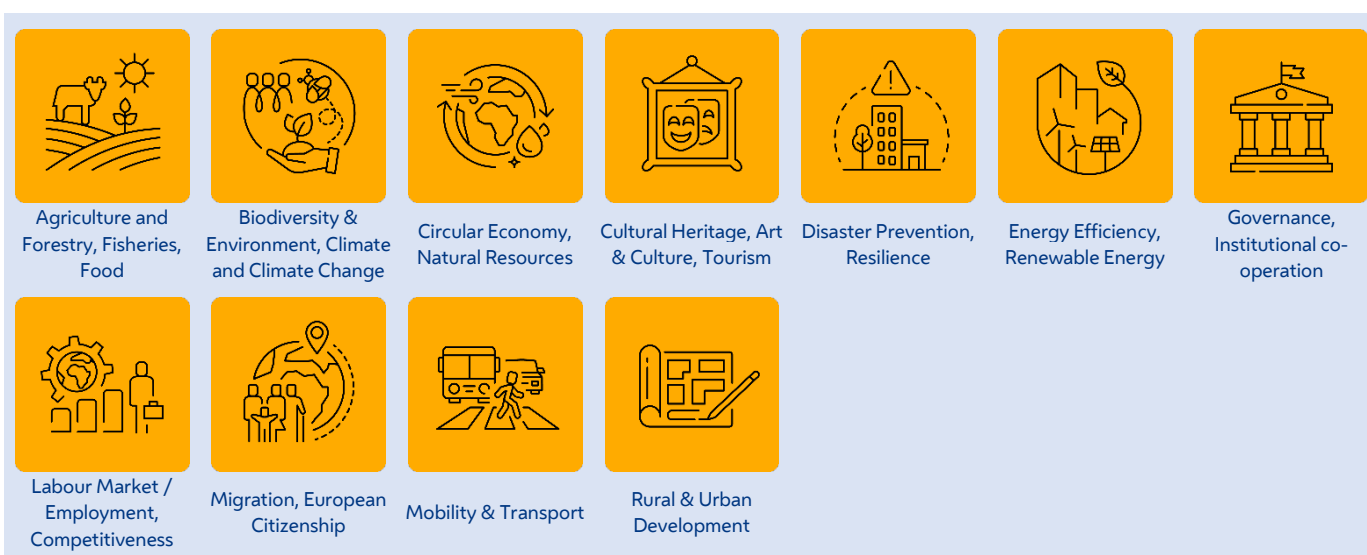 Agriculture and
Forestry, Fisheries,
Food
Biodiversity &
Environment, Climate
and Climate Change
Circular Economy,
Natural Resources
Cultural Heritage, Art
& Culture, Tourism
Disaster Prevention,
Resilience
Energy Efficiency,
Renewable Energy
Governance,
Institutional co-
operation
Labour Market /
Employment,
Competitiveness
Migration, European
Citizenship
Mobility & Transport
Rural & Urban
Development